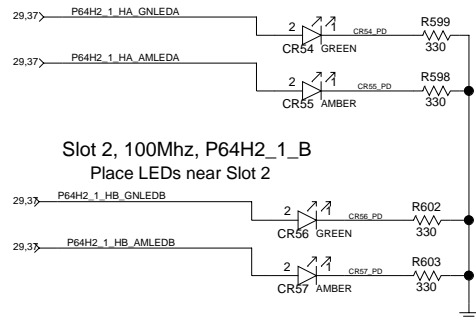 29,37 P64H2_1_HA_GNLEDA 2 1 CR54_PD R599
CR54 GREEN 330
29,37 P64H2_1_HA_AMLEDA 2 1 CR55_PD R598
CR55 AMBER 330
Slot 2, 100Mhz, P64H2_1_B
Place LEDs near Slot 2
29,37 P64H2_1_HB_GNLEDB 2 1 CR56_PD R602
CR56 GREEN 330
29,37 P64H2_1_HB_AMLEDB 2 1 CR57_PD R603
CR57 AMBER 330